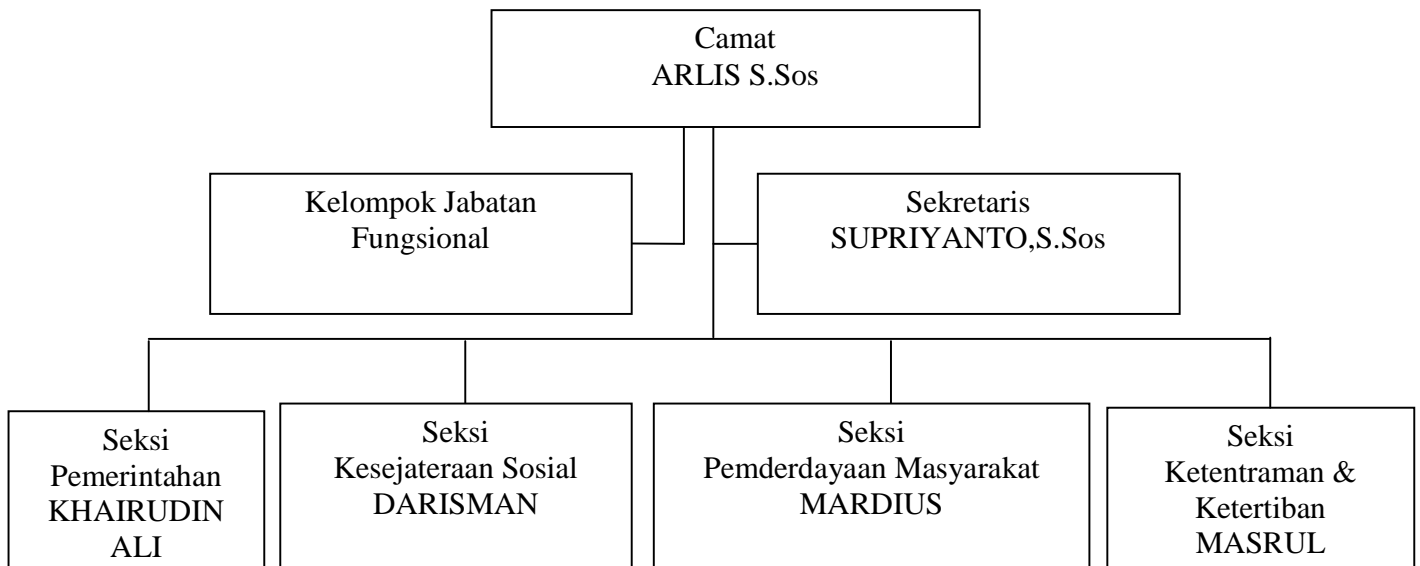 Camat
ARLIS S.Sos
Kelompok Jabatan
Fungsional
Sekretaris
SUPRIYANTO,S.Sos
Seksi
Pemerintahan
KHAIRUDIN
ALI
Seksi
Kesejateraan Sosial
DARISMAN
Seksi
Pemderdayaan Masyarakat
MARDIUS
Seksi
Ketentraman &
Ketertiban
MASRUL